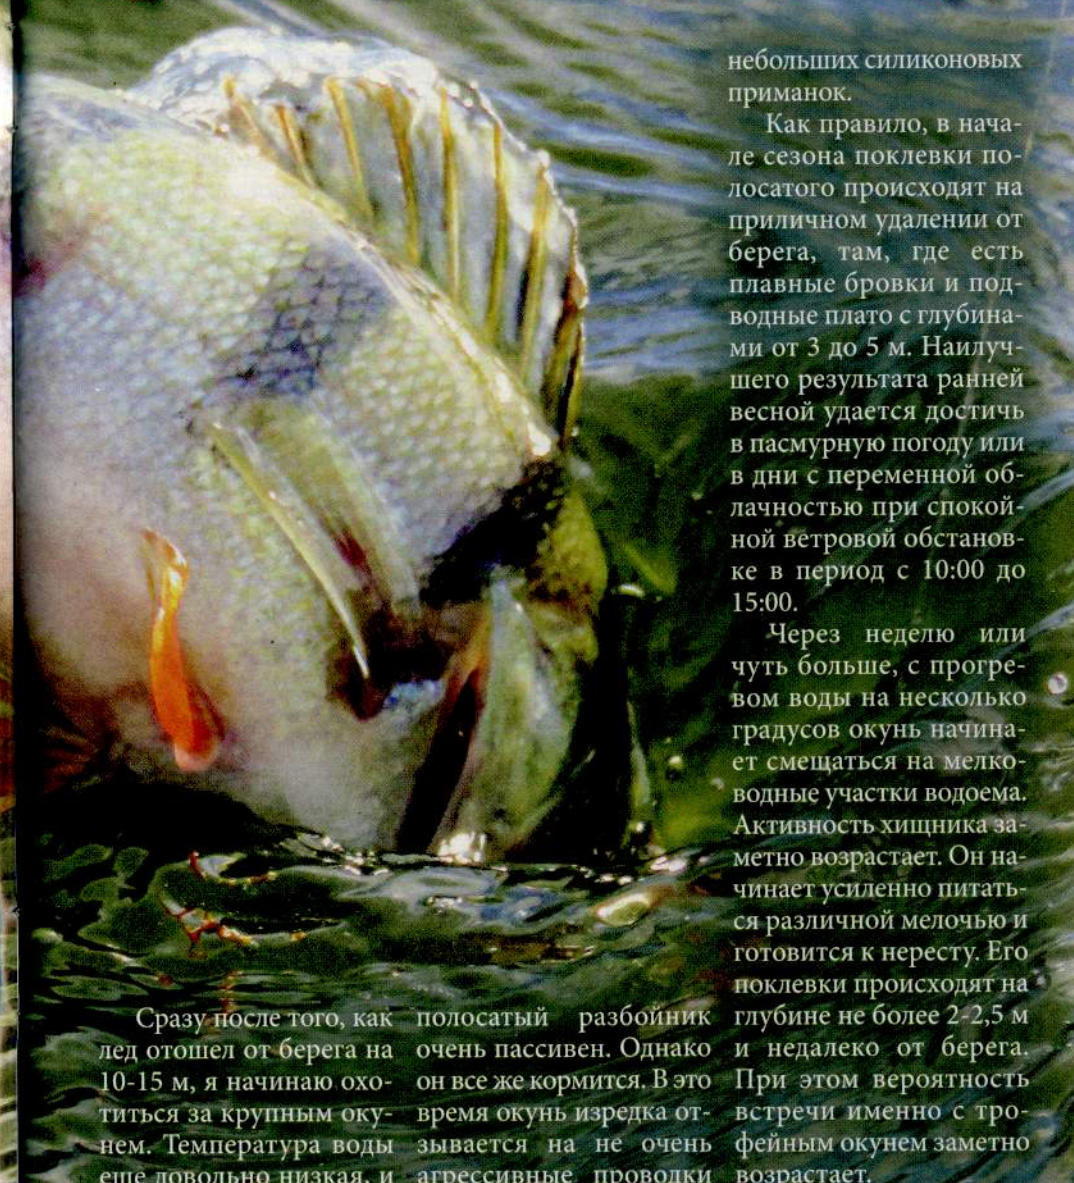 Сразу после того, как
лед отошел от берега на
10-15 м, я начинаю охо-
титься за крупным оку-
нем. Температура воды
еще довольно низкая, и
полосатый разбойник
очень пассивен. Однако
он все же кормится. В это
время окунь изредка от-
зывается на не очень
агрессивные проводки
небольших силиконовых
приманок.
Как правило, в нача-
ле сезона поклевки по-
лосатого происходят на
приличном удалении от
берега, там, где есть
плавные бровки и под-
водные плато с глубина-
ми от 3 до 5 м. Наилуч-
шего результата ранней
весной удается достичь
в пасмурную погоду или
в дни с переменной об-
лачностью при спокой-
ной ветровой обстанов-
ке в период с 10:00 до
15:00.
Через неделю или
чуть больше, с прогре-
вом воды на несколько
градусов окунь начина-
ет смещаться на мелко-
водные участки водоема.
Активность хищника за-
метно возрастает. Он на-
чинает усиленно питать-
ся различной мелочью и
готовится к нересту. Его
поклевки происходят на
глубине не более 2-2,5 м
и недалеко от берега.
При этом вероятность
встречи именно с тро-
фейным окунем заметно
возрастает.